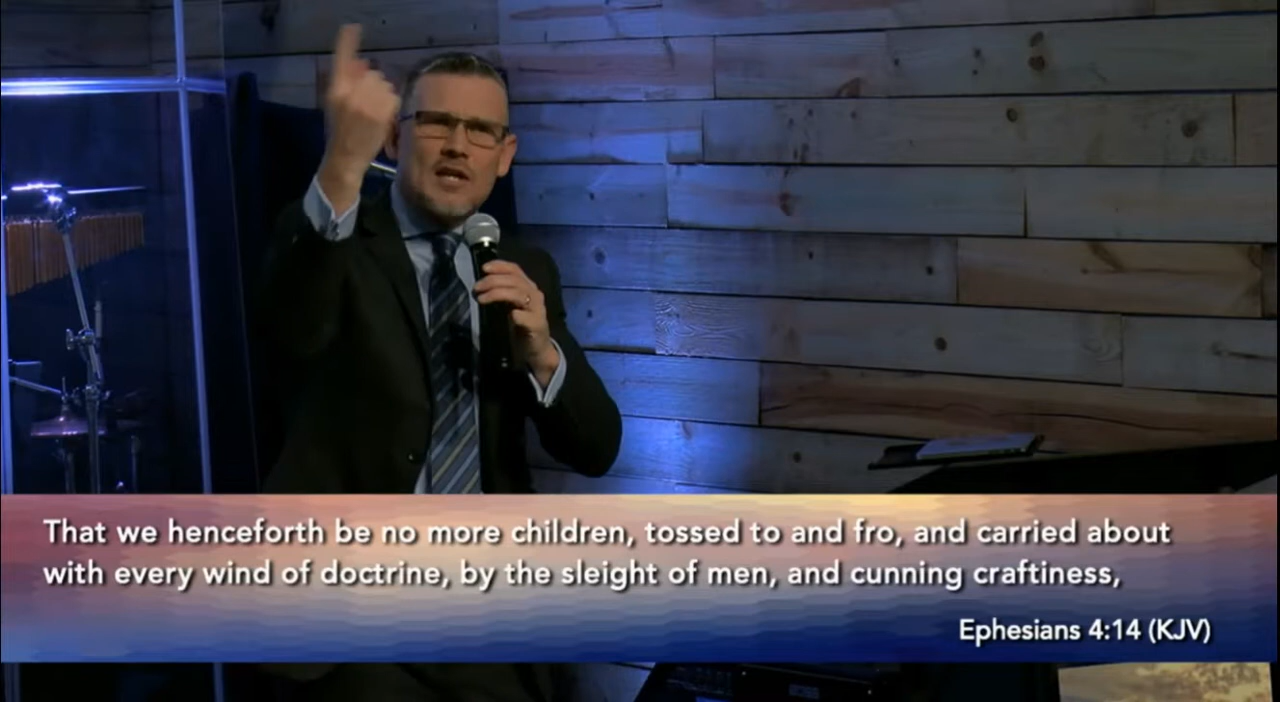 That we henceforth be no more children, tossed to and fro, and carried about
with every wind of doctrine, by the sleight of men, and cunning craftiness,
Ephesians 4:14 (KJV)